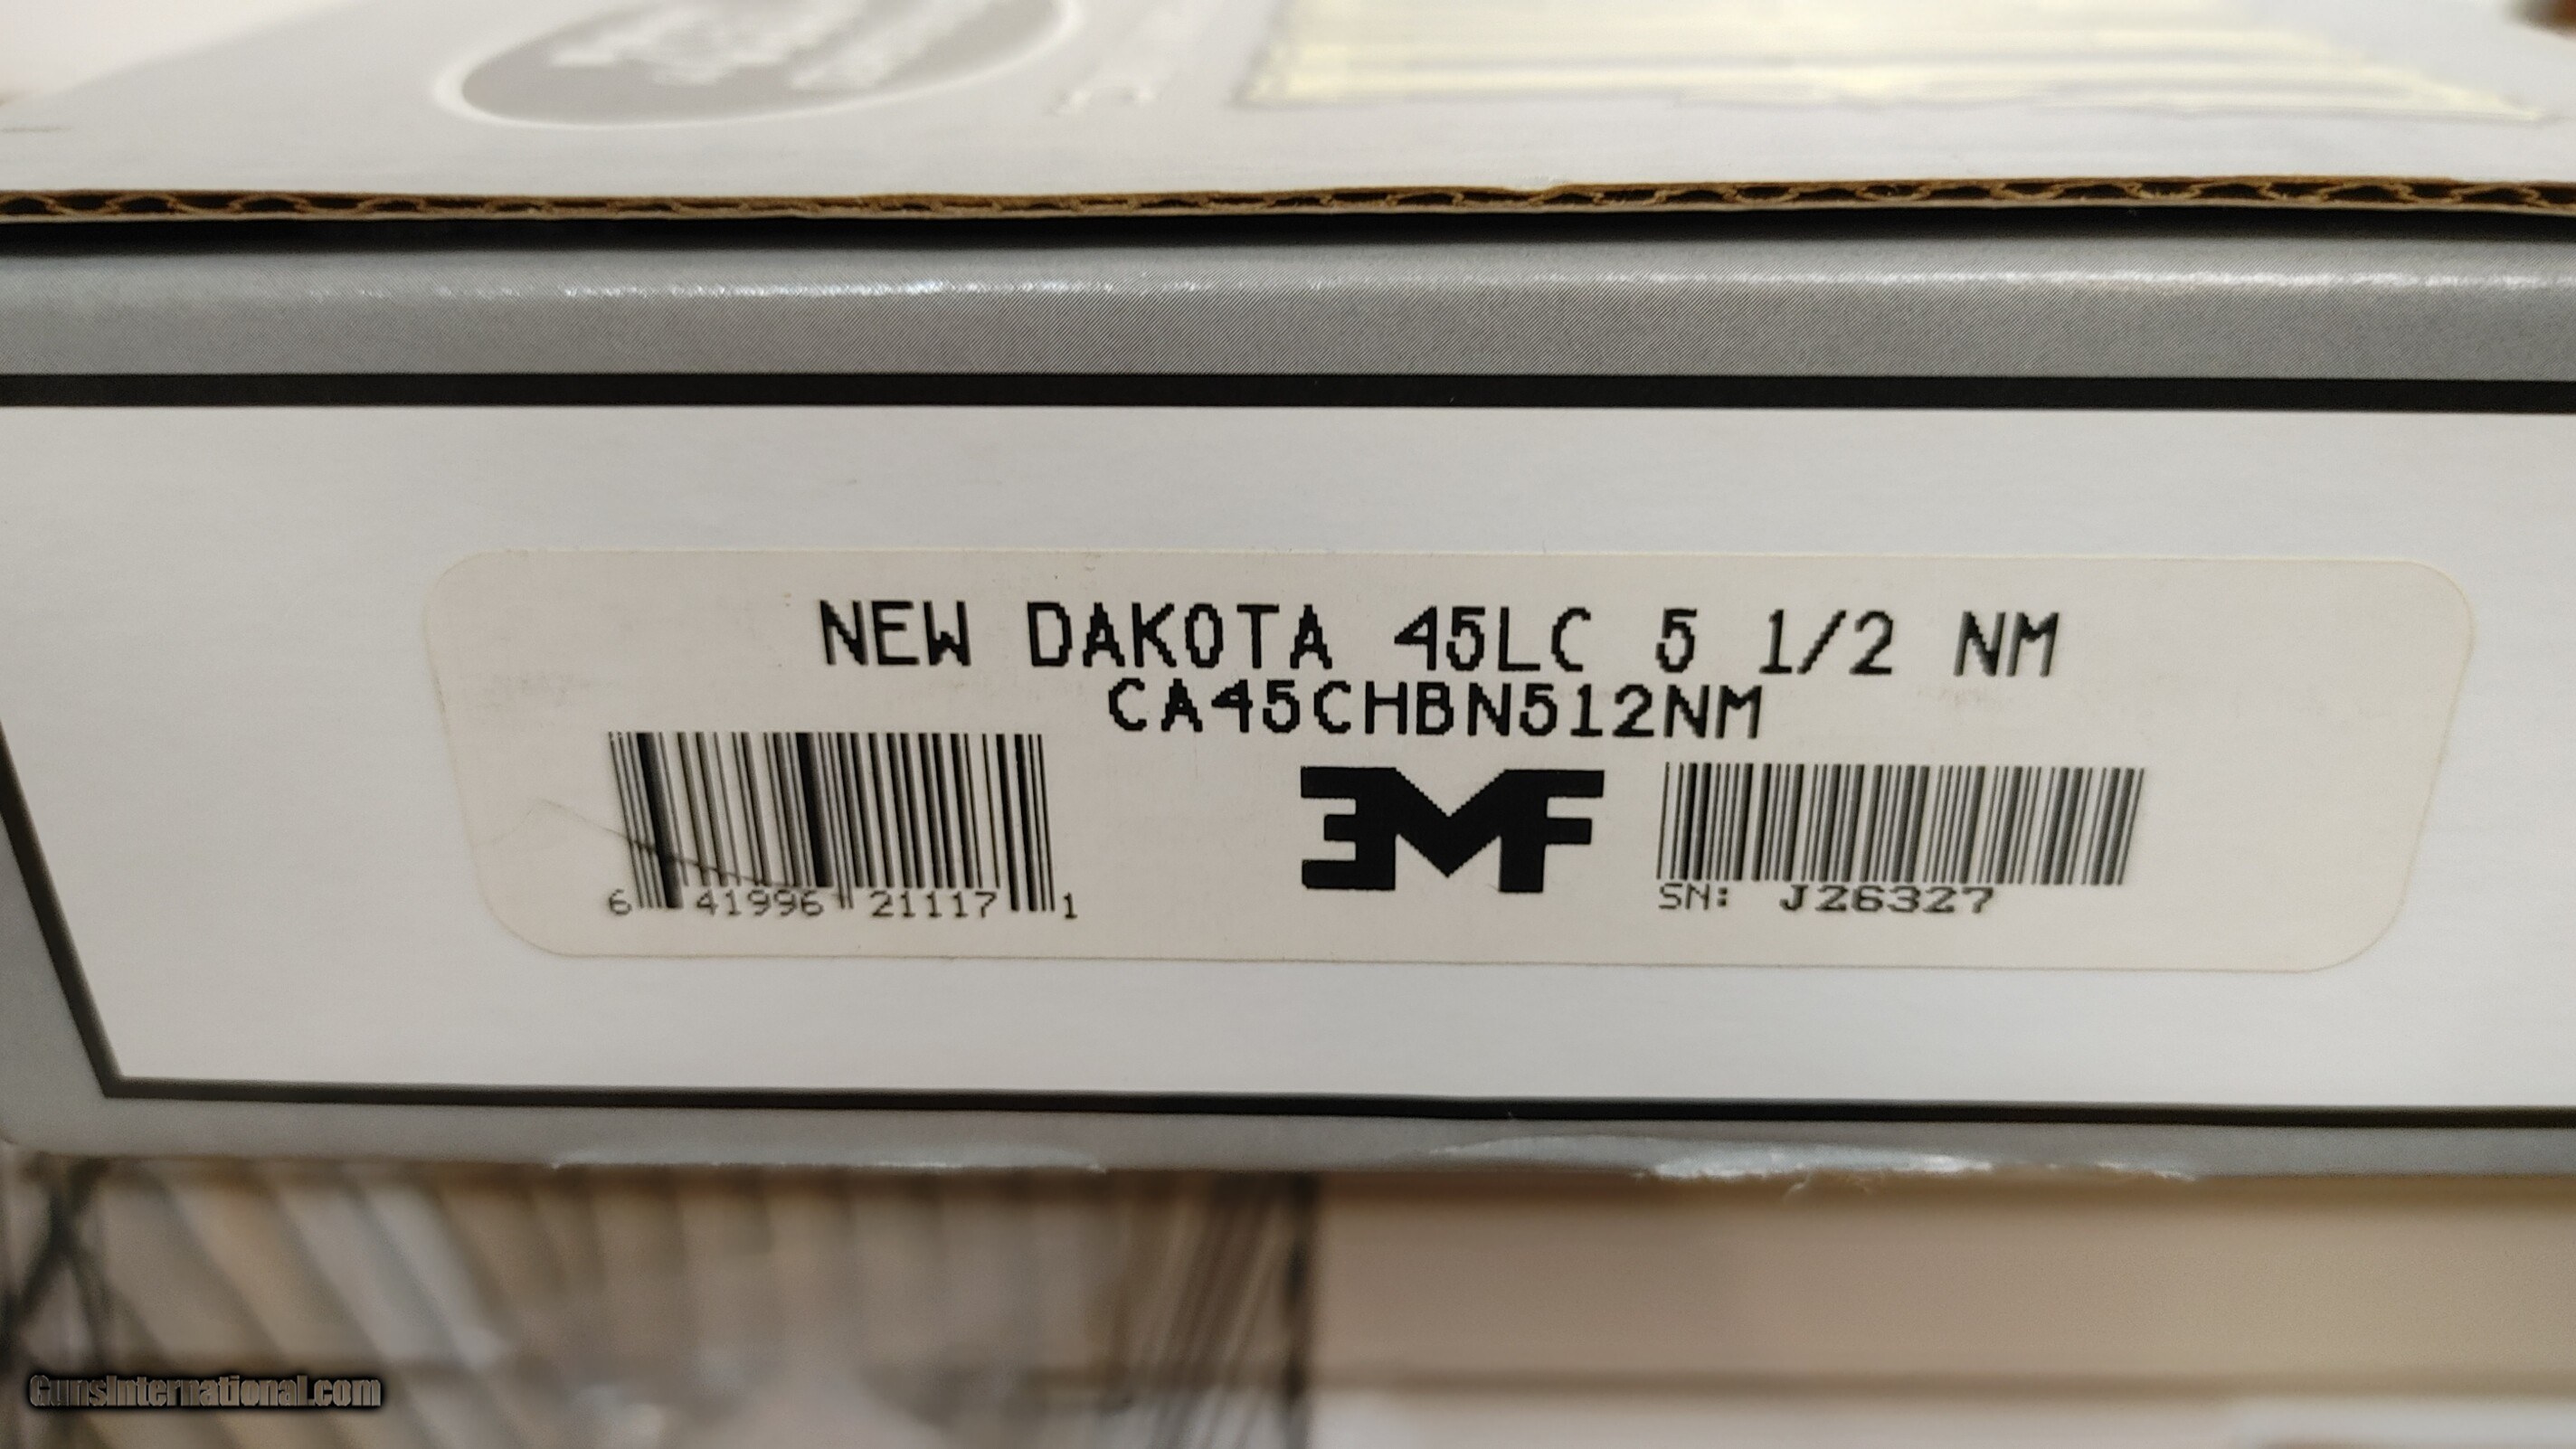 NEW DAKOTA 45LC 5 1/2 NM
CA45CHBN512NM
EMF
6 41996 21117 1
SN: J26327
GunsInternational.com